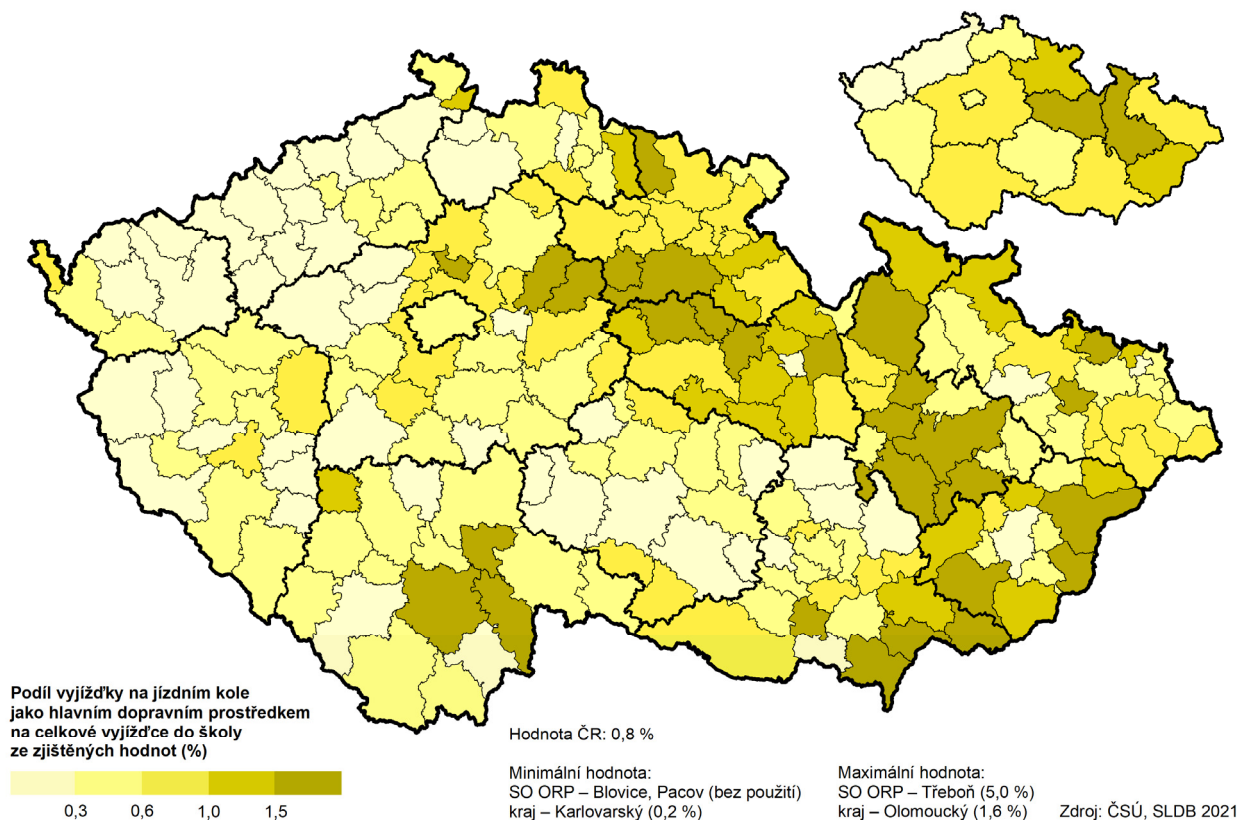 Podíl vyjížďky na jízdním kole
jako hlavním dopravním prostředkem
na celkové vyjížďce do školy
ze zjištěných hodnot (%)
0,3 0,6 1,0 1,5
Hodnota ČR: 0,8 %
Minimální hodnota:
SO ORP – Blovice, Pacov (bez použití)
kraj – Karlovarský (0,2 %)
Maximální hodnota:
SO ORP – Třeboň (5,0 %)
kraj – Olomoucký (1,6 %)
Zdroj: ČSÚ, SLDB 2021